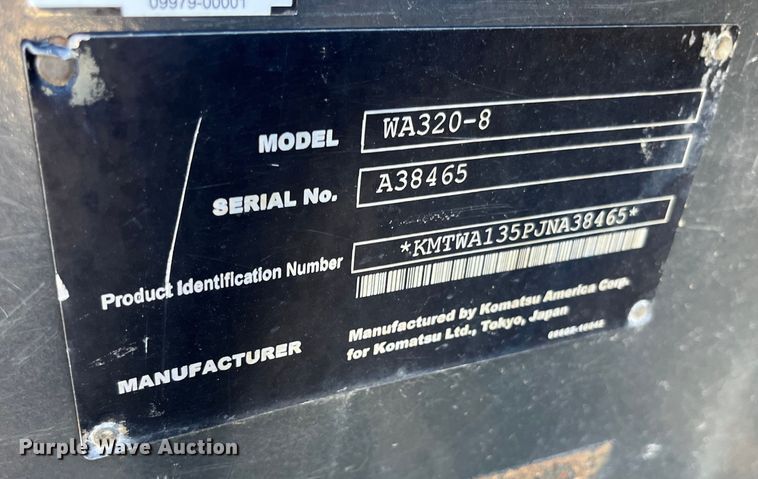 09979-00001
MODEL WA320-8
SERIAL No. A38465
Product Identification Number *KMTWA135PJNA38465*
MANUFACTURER Manufactured by Komatsu America Corp.
for Komatsu Ltd., Tokyo, Japan
Purple Wave Auction